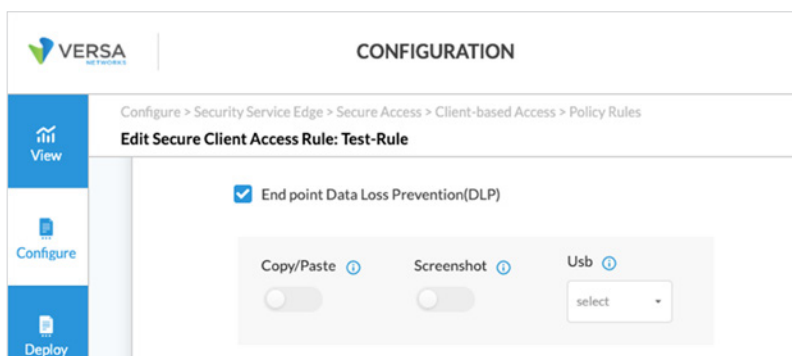 VERSA
NETWORKS
CONFIGURATION
Configure > Security Service Edge > Secure Access > Client-based Access > Policy Rules
Edit Secure Client Access Rule: Test-Rule
View
Configure
Deploy
End point Data Loss Prevention(DLP)
Copy/Paste
Screenshot
Usb
select